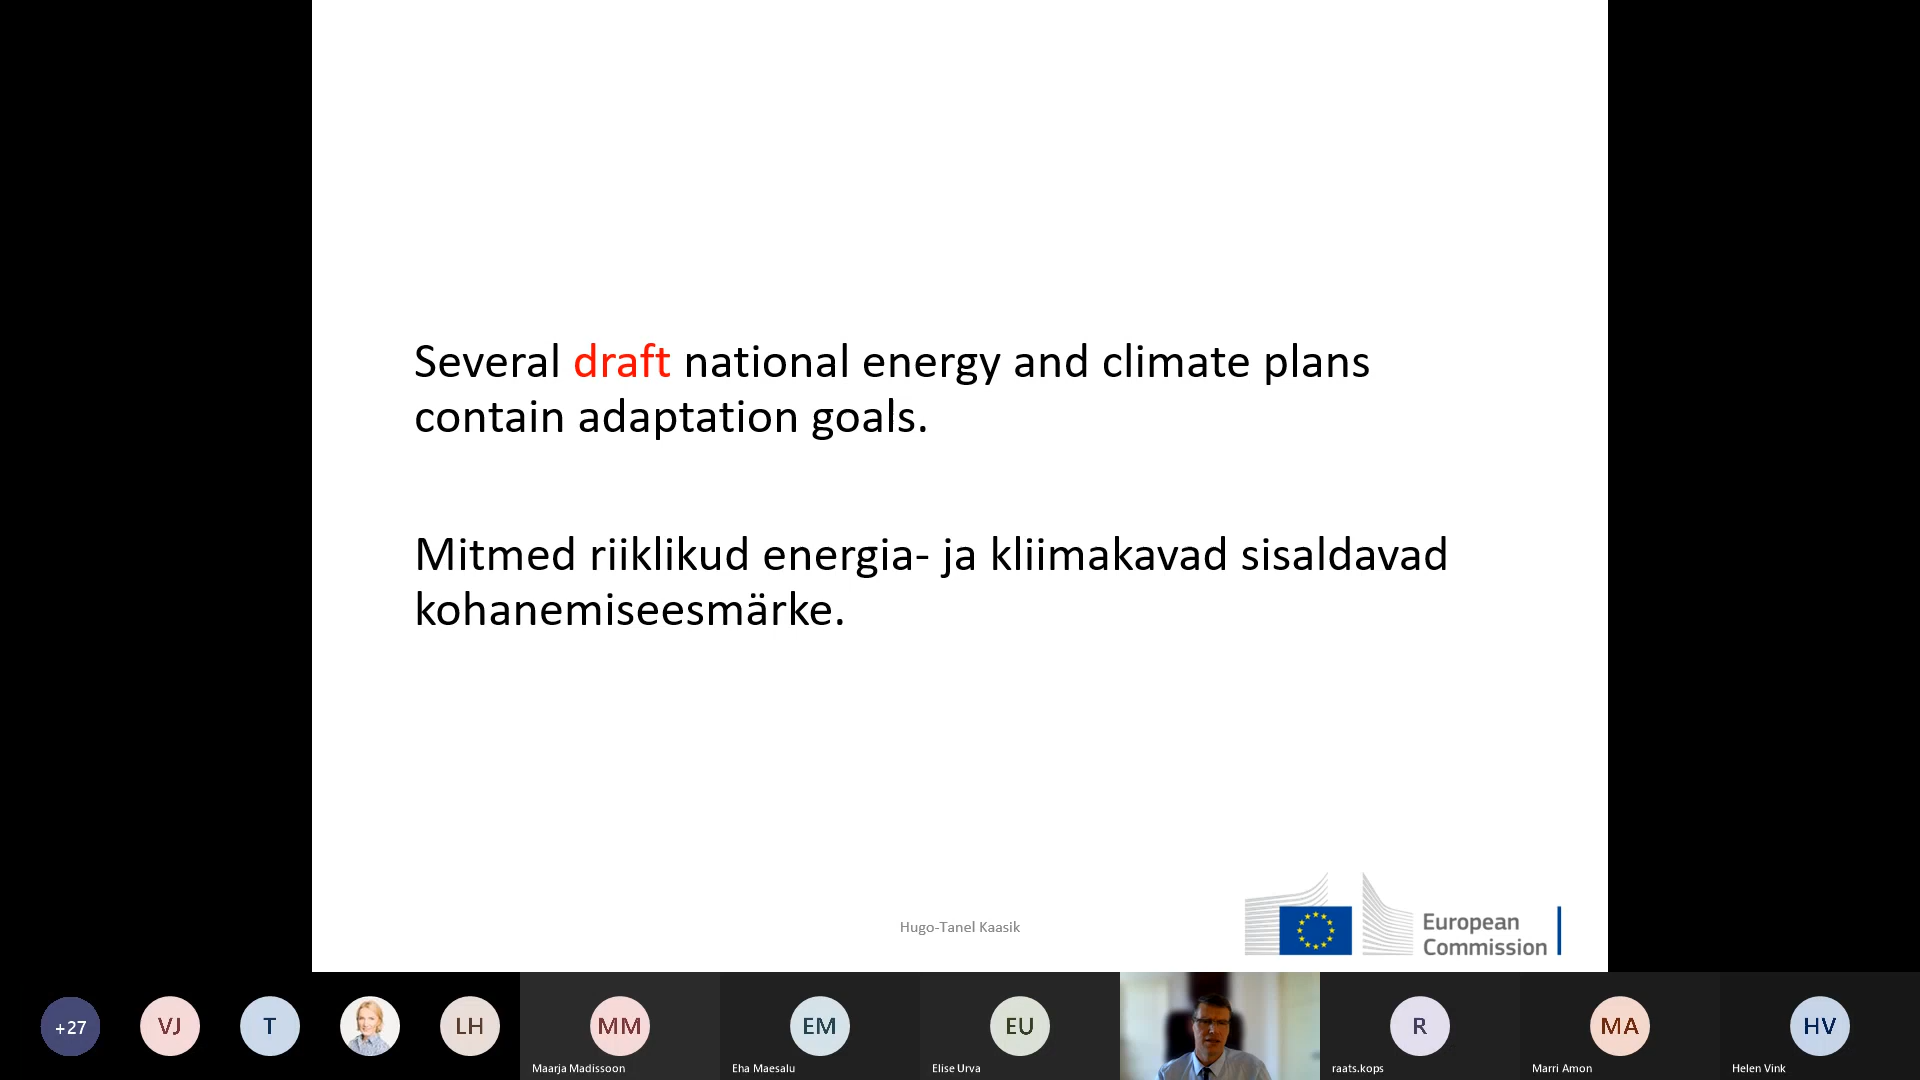 Several draft national energy and climate plans
contain adaptation goals.
Mitmed riiklikud energia- ja kliimakavad sisaldavad
kohanemiseesmärke.
Hugo-Tanel Kaasik
European
Commission
+27
VJ
T
LH
MM
EM
EU
R
MA
HV
Maarja Madissoon
Eha Maesalu
Elise Urva
raats.kops
Marri Amon
Helen Vink